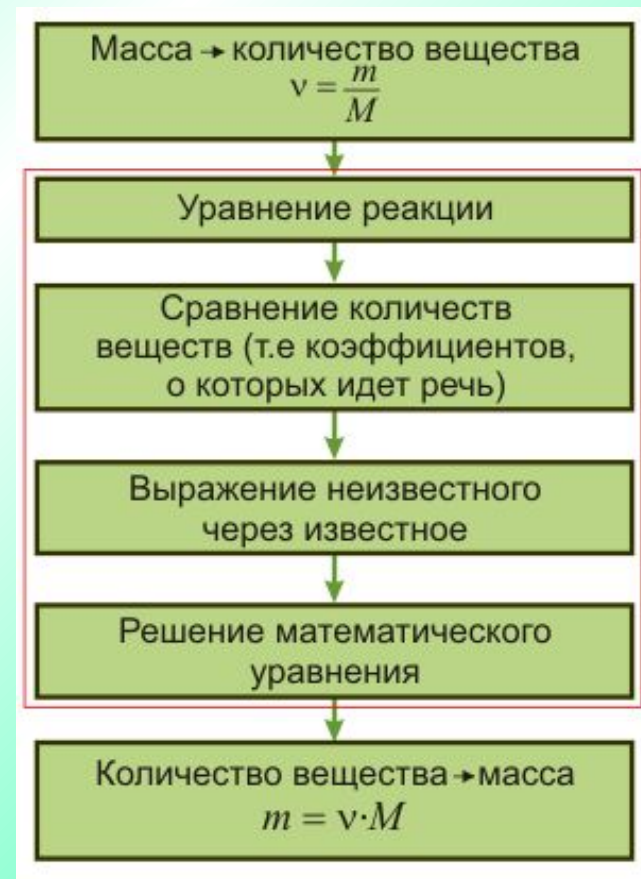 Масса → количество вещества
ν = m/M
Уравнение реакции
Сравнение количеств
веществ (т.е коэффициентов,
о которых идет речь)
Выражение неизвестного
через известное
Решение математического
уравнения
Количество вещества → масса
m = ν·M